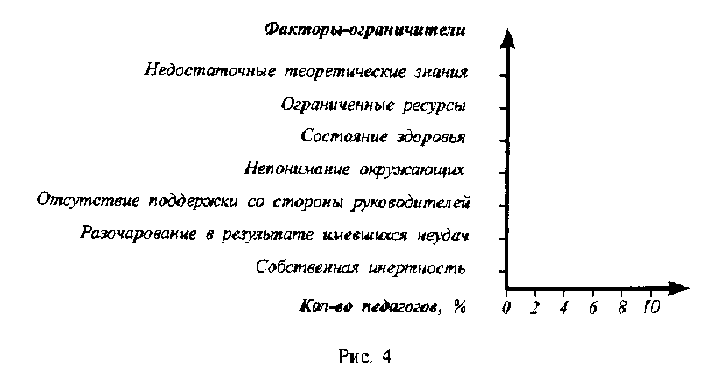 Факторы-ограничители
Недостаточные теоретические знания
Ограниченные ресурсы
Состояние здоровья
Непонимание окружающих
Отсутствие поддержки со стороны руководителей
Разочарование в результате имевшихся неудач
Собственная инертность
Кол-во педагогов, % 0 2 4 6 8 10
Рис. 4